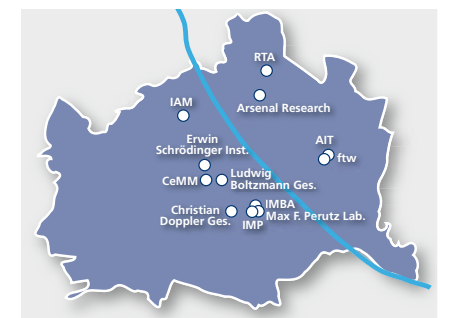 RTA
Arsenal Research
IAM
Erwin
Schrödinger Inst.
AIT
ftw
CeMM
Ludwig
Boltzmann Ges.
Christian
Doppler Ges.
IMBA
Max F. Perutz Lab.
IMP